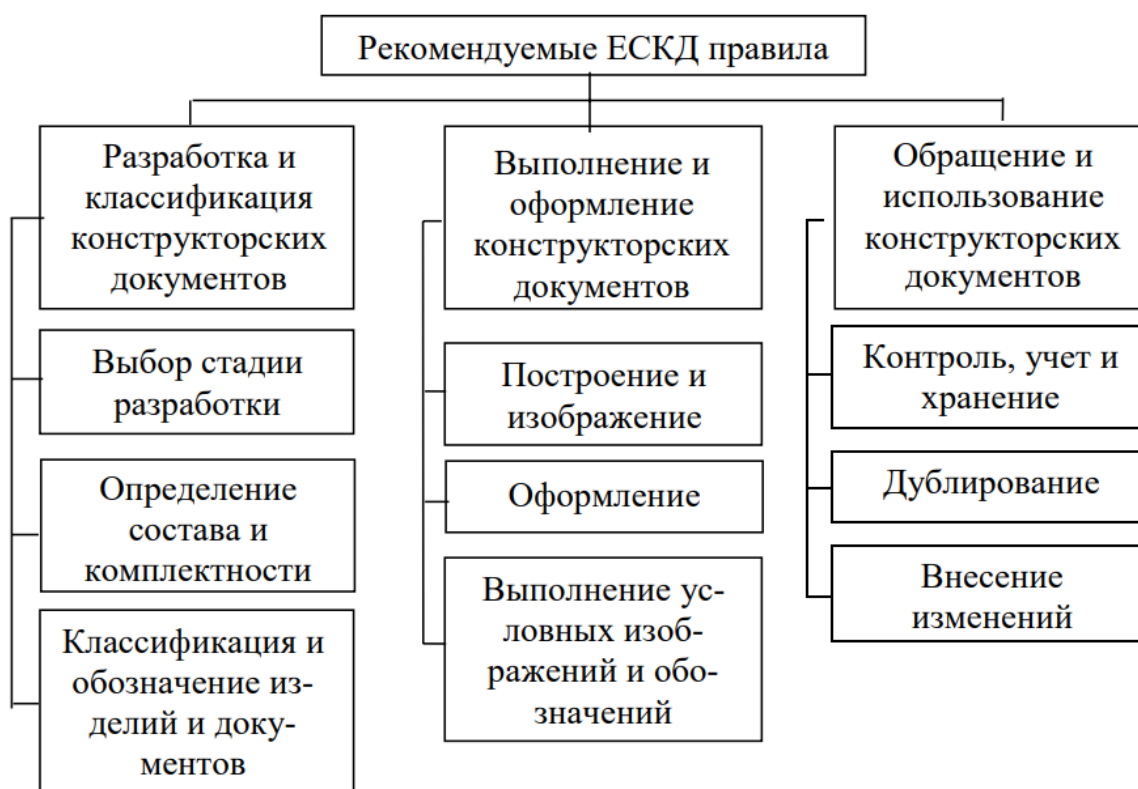 Рекомендуемые ЕСКД правила
Разработка и
классификация
конструкторских
документов
Выбор стадии
разработки
Определение
состава и
комплектности
Классификация и
обозначение из-
делий и доку-
ментов
Выполнение и
оформление
конструкторских
документов
Построение и
изображение
Оформление
Выполнение ус-
ловных изоб-
ражений и обо-
значений
Обращение и
использование
конструкторских
документов
Контроль, учет и
хранение
Дублирование
Внесение
изменений